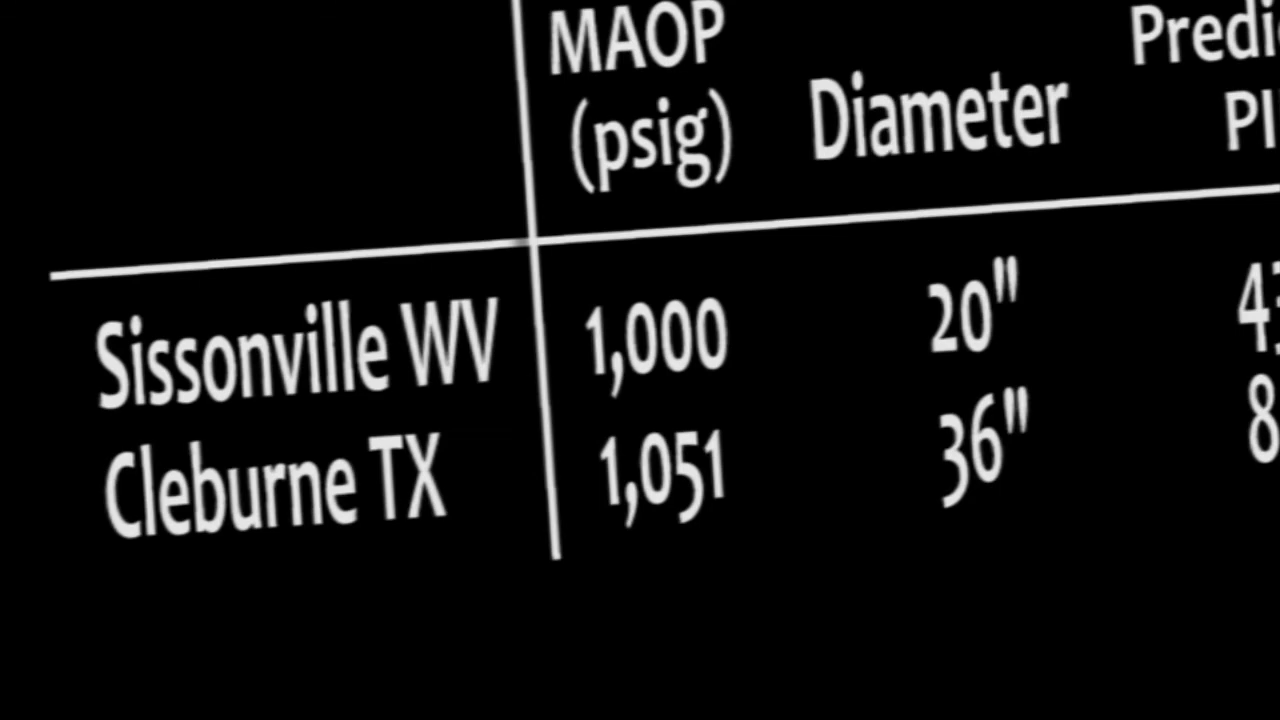 MAOP
(psig)
Diameter
Sissonville WV 1,000 20"
Cleburne TX 1,051 36"